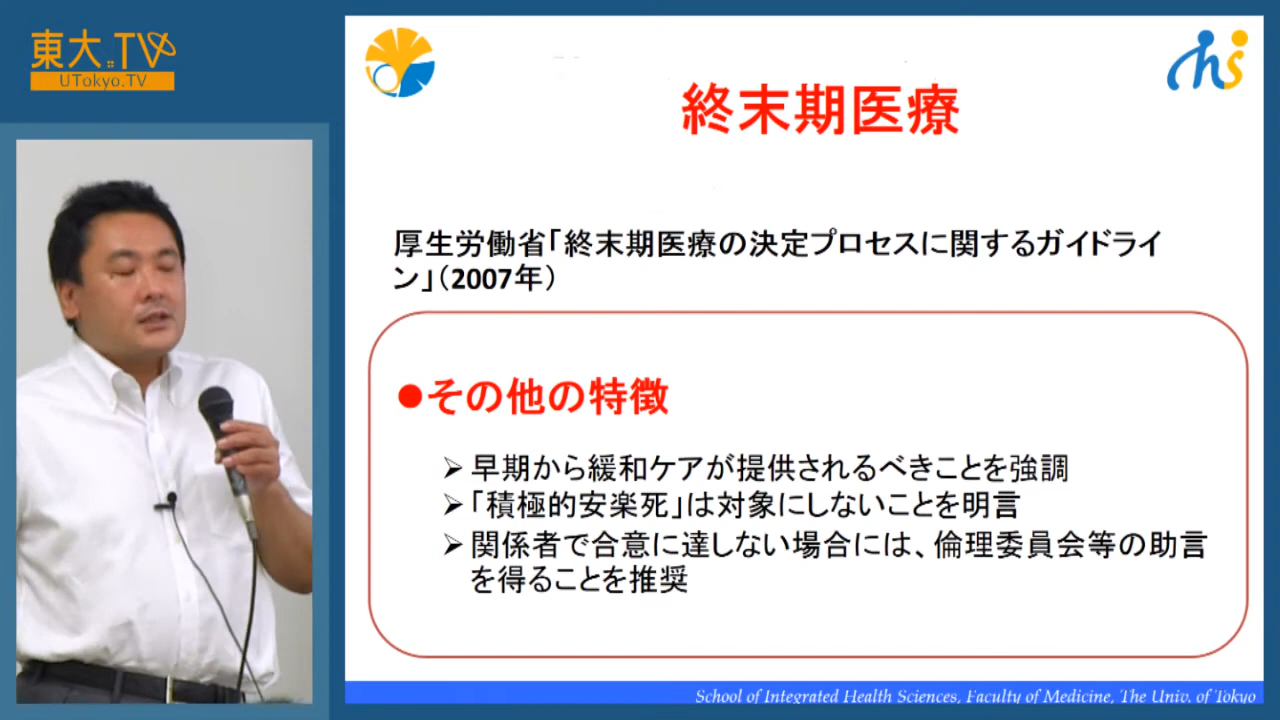 東大.TV
UTokyo.TV
終末期医療
厚生労働省「終末期医療の決定プロセスに関するガイドライ
ン」（2007年）
●その他の特徴
➢早期から緩和ケアが提供されるべきことを強調
➢「積極的安楽死」は対象にしないことを明言
➢関係者で合意に達しない場合には、倫理委員会等の助言
を得ることを推奨
School of Integrated Health Sciences, Faculty of Medicine, The Univ. of Tokyo